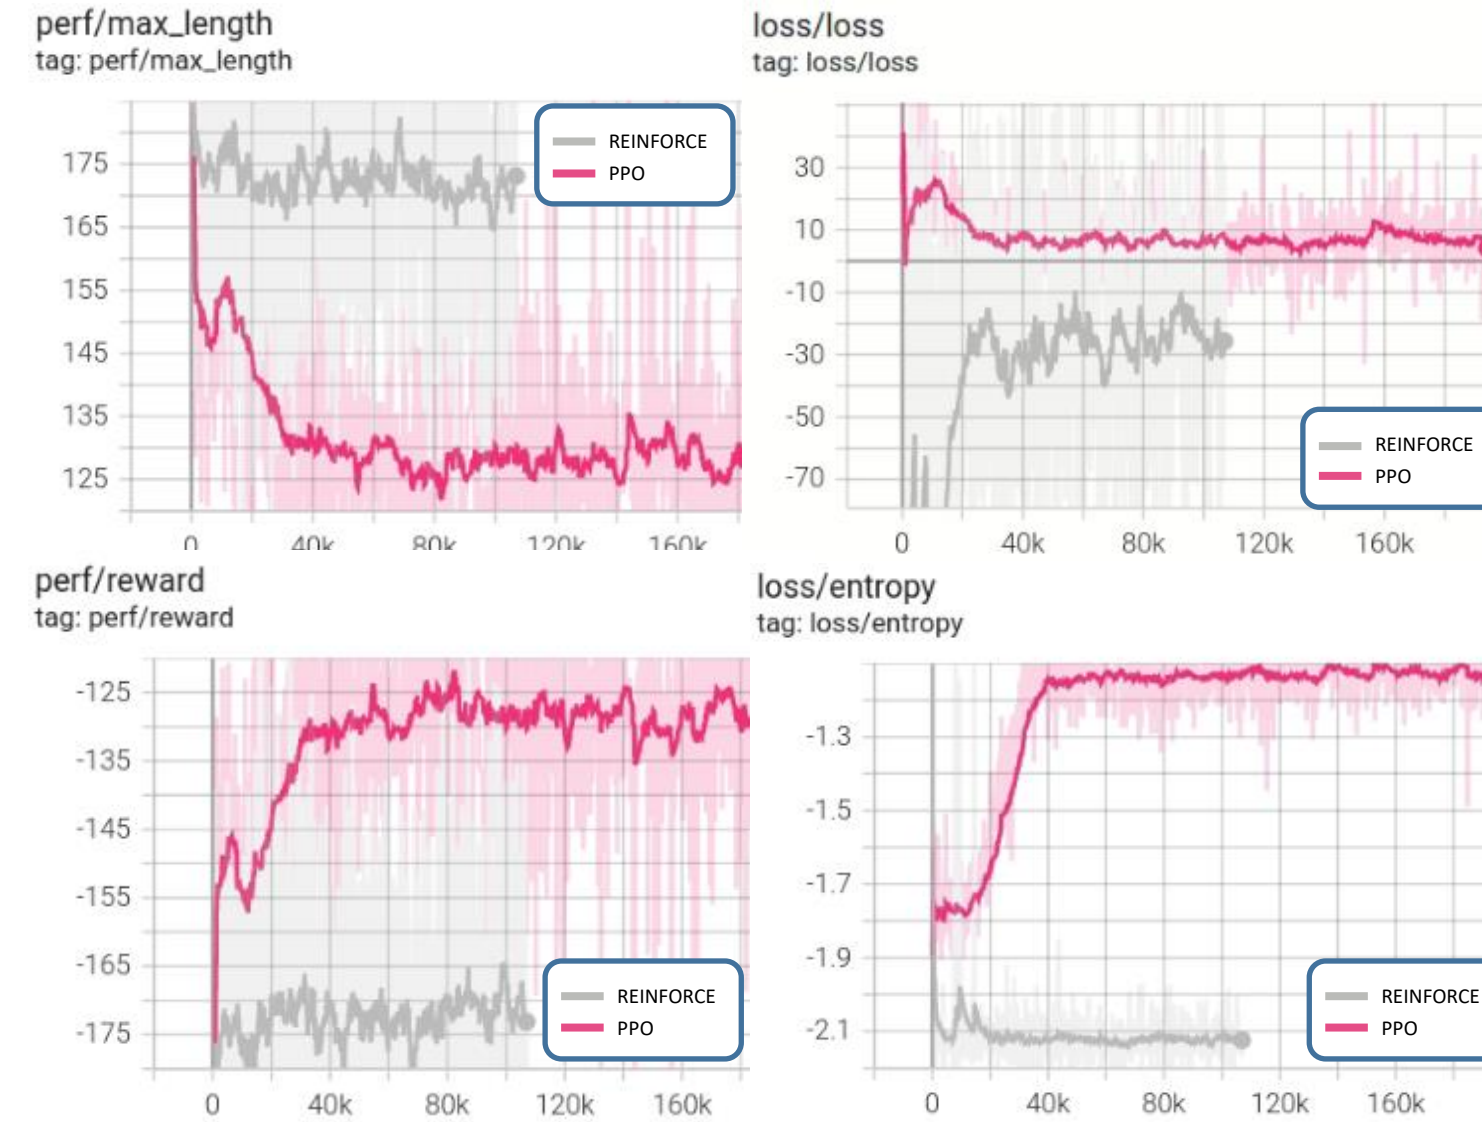 perf/max_length
tag: perf/max_length
175
165
155
145
135
125
0 40k 80k 120k 160k
REINFORCE
PPO
loss/loss
tag: loss/loss
30
10
-10
-30
-50
-70
0 40k 80k 120k 160k
REINFORCE
PPO
perf/reward
tag: perf/reward
-125
-135
-145
-155
-165
-175
0 40k 80k 120k 160k
REINFORCE
PPO
loss/entropy
tag: loss/entropy
-1.3
-1.5
-1.7
-1.9
-2.1
0 40k 80k 120k 160k
REINFORCE
PPO